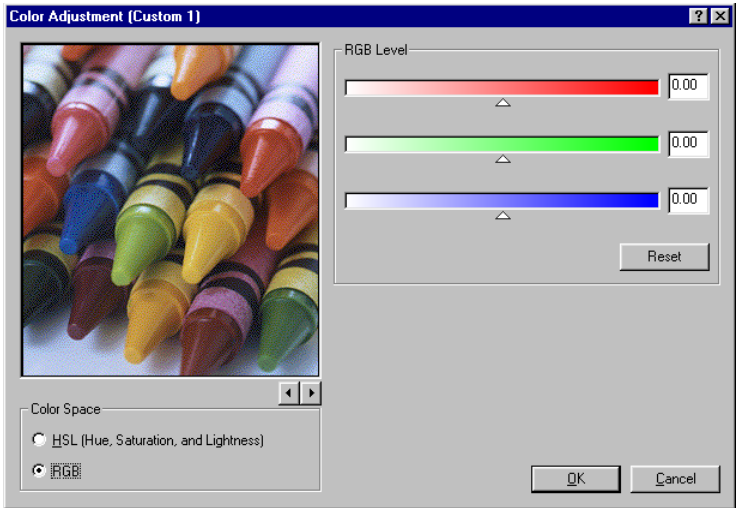 Color Adjustment (Custom 1)
RGB Level
0.00
0.00
0.00
Reset
Color Space
HSL (Hue, Saturation, and Lightness)
RGB
OK
Cancel